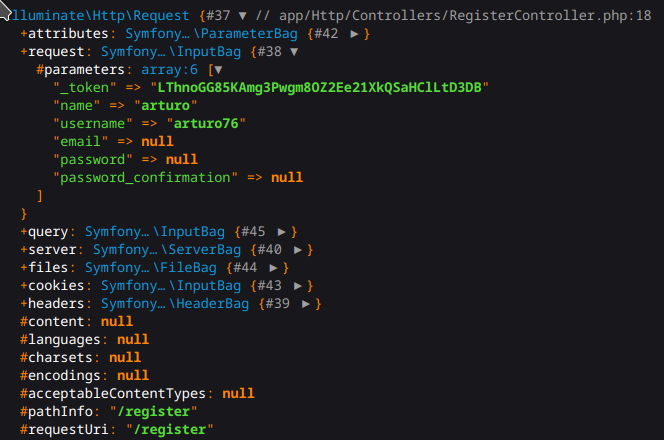 lluminate\Http\Request {#37 ▼ // app/Http/Controllers/RegisterController.php:18
+attributes: Symfony…\ParameterBag {#42 ▶}
+request: Symfony…\InputBag {#38 ▼
#parameters: array:6 [▼
"_token" => "LThnoGG85KAmg3Pwgm8OZ2Ee21XkQSaHClLtD3DB"
"name" => "arturo"
"username" => "arturo76"
"email" => null
"password" => null
"password_confirmation" => null
]
}
+query: Symfony…\InputBag {#45 ▶}
+server: Symfony…\ServerBag {#40 ▶}
+files: Symfony…\FileBag {#44 ▶}
+cookies: Symfony…\InputBag {#43 ▶}
+headers: Symfony…\HeaderBag {#39 ▶}
#content: null
#languages: null
#charsets: null
#encodings: null
#acceptableContentTypes: null
#pathInfo: "/register"
#requestUri: "/register"